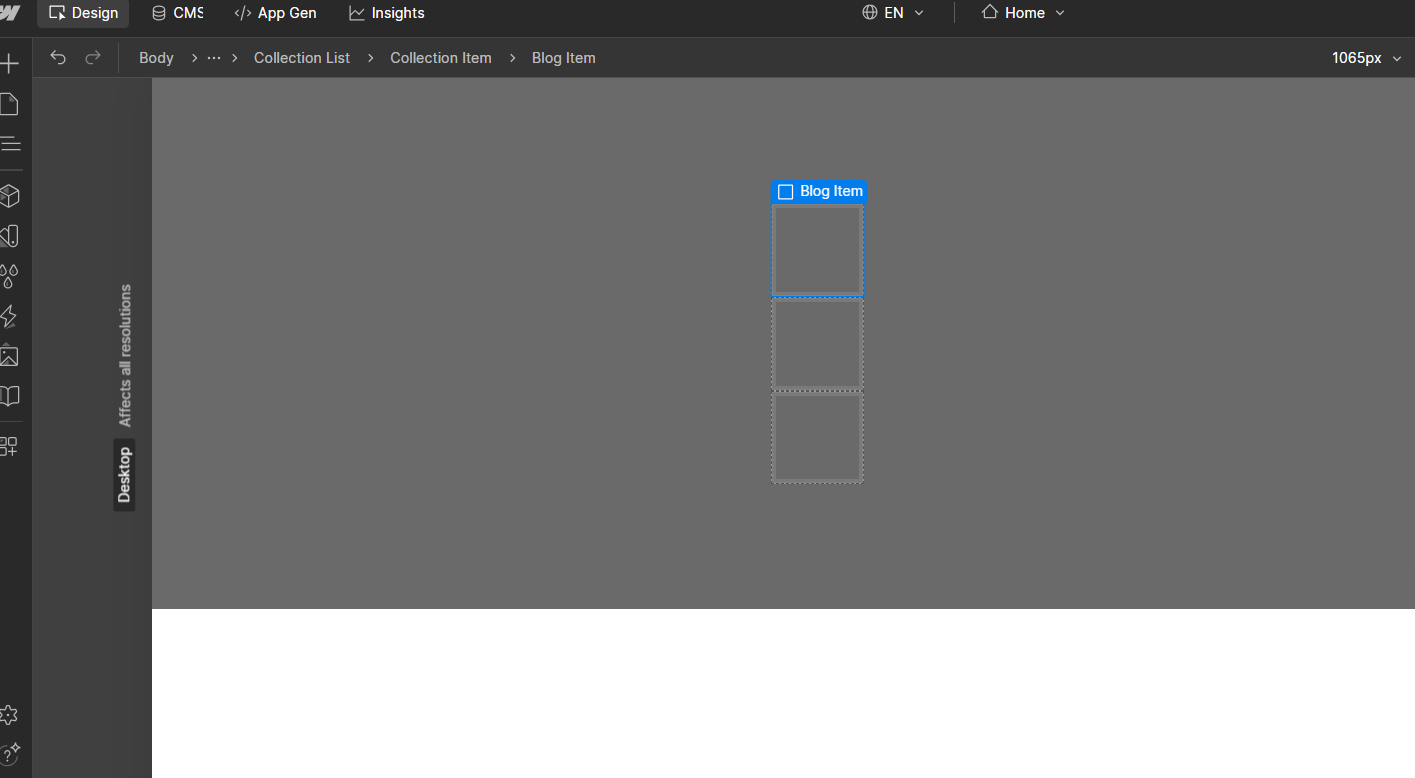 Design CMS App Gen Insights EN Home
Body ... Collection List Collection Item Blog Item 1065px
Blog Item
Affects all resolutions
Desktop